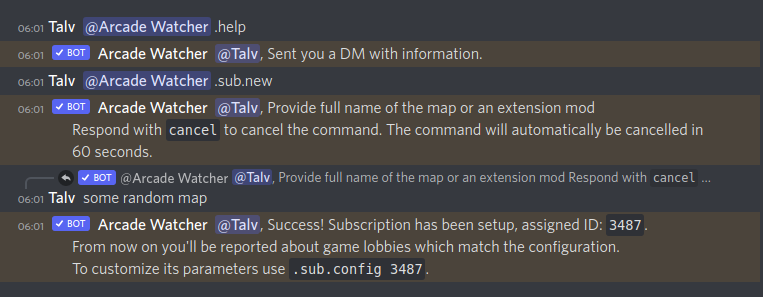 06:01 Talv @Arcade Watcher .help
06:01 ✓ BOT Arcade Watcher @Talv, Sent you a DM with information.
06:01 Talv @Arcade Watcher .sub.new
06:01 ✓ BOT Arcade Watcher @Talv, Provide full name of the map or an extension mod
Respond with cancel to cancel the command. The command will automatically be cancelled in
60 seconds.
✓ BOT @Arcade Watcher @Talv, Provide full name of the map or an extension mod Respond with cancel ...
06:01 Talv some random map
06:01 ✓ BOT Arcade Watcher @Talv, Success! Subscription has been setup, assigned ID: 3487.
From now on you'll be reported about game lobbies which match the configuration.
To customize its parameters use .sub.config 3487.